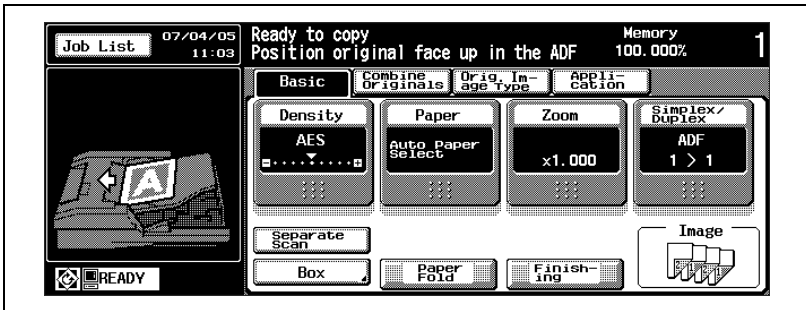 Job List
07/04/05
11:03
Ready to copy
Position original face up in the ADF
Memory
100.000%
1
Basic
Combine
Originals
Orig. Im-
age Type
Appli-
cation
Density
AES
Paper
Auto Paper
Select
Zoom
x1.000
Simplex/
Duplex
ADF
1 > 1
A
Separate
Scan
Box
Paper
Fold
Finish-
ing
Image
READY